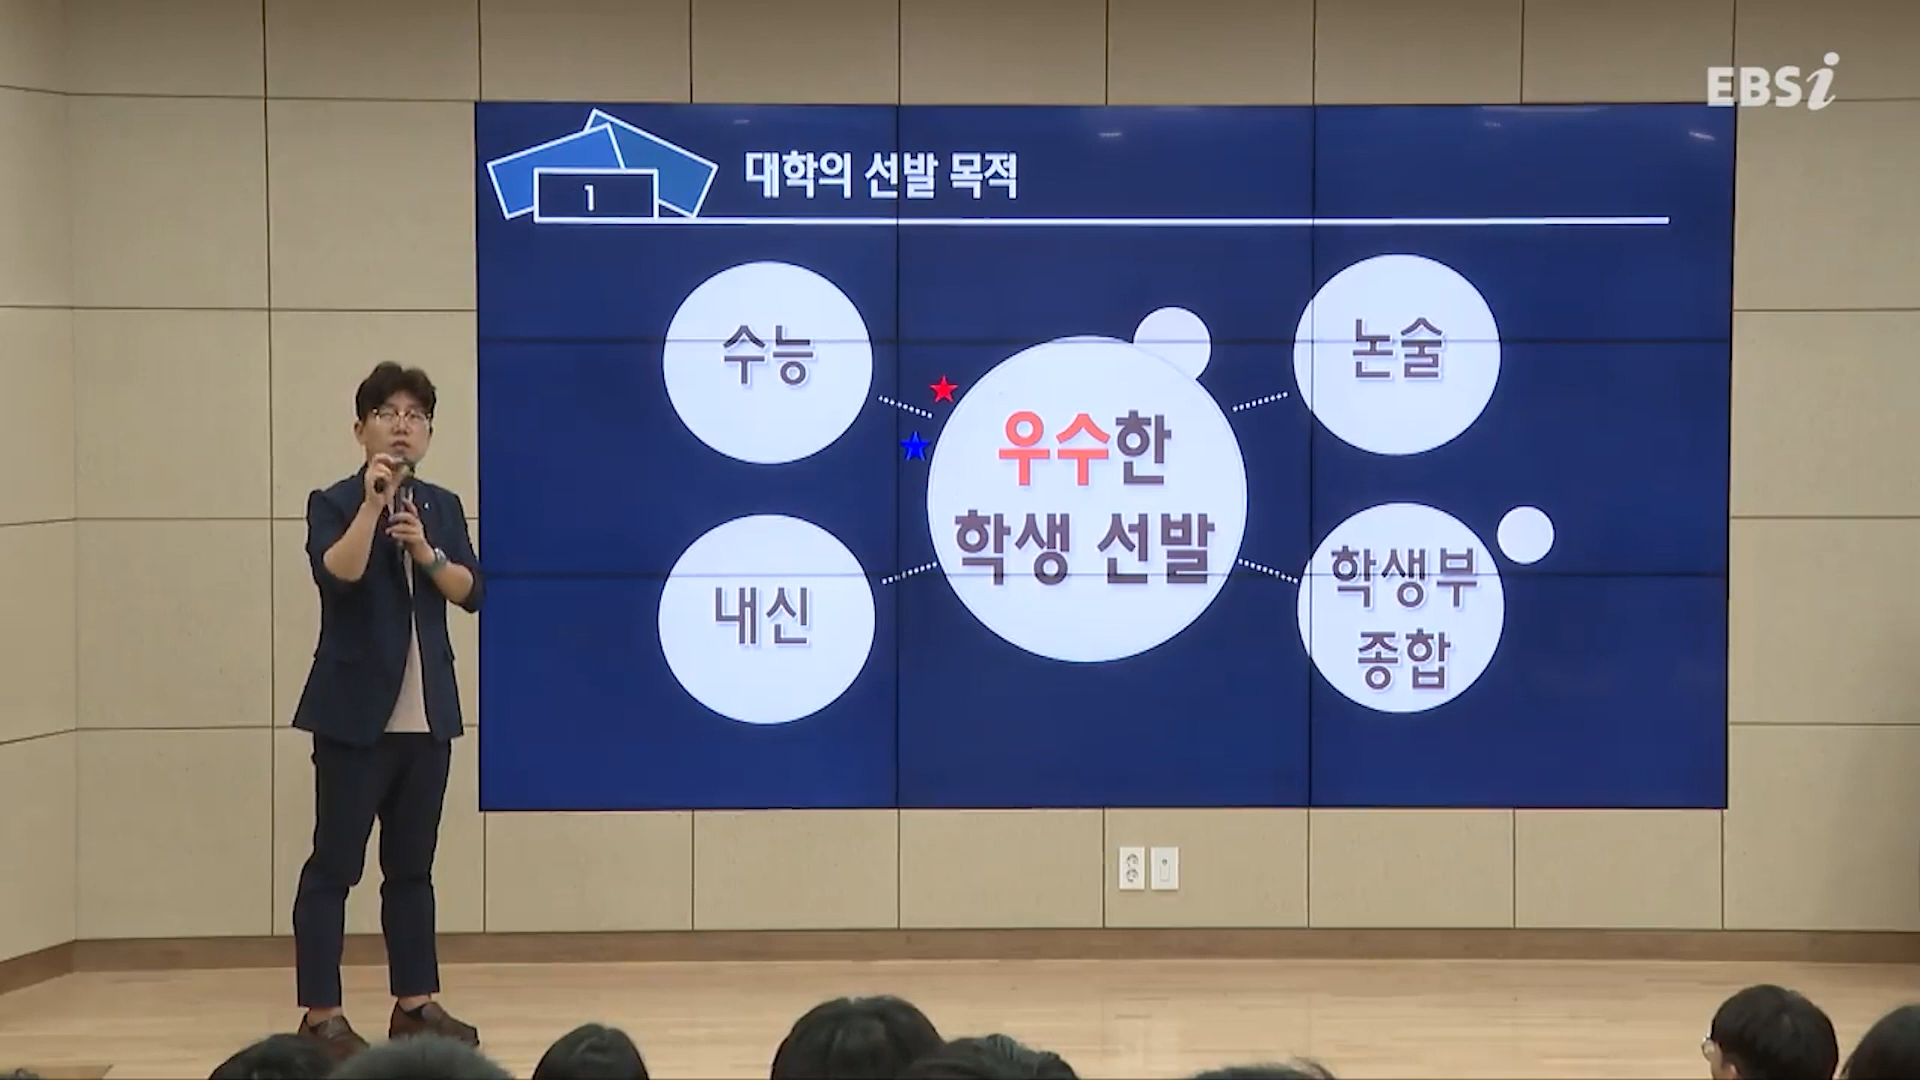 EBSi
1
대학의 선발 목적
수능
논술
우수한
학생 선발
내신
학생부
종합